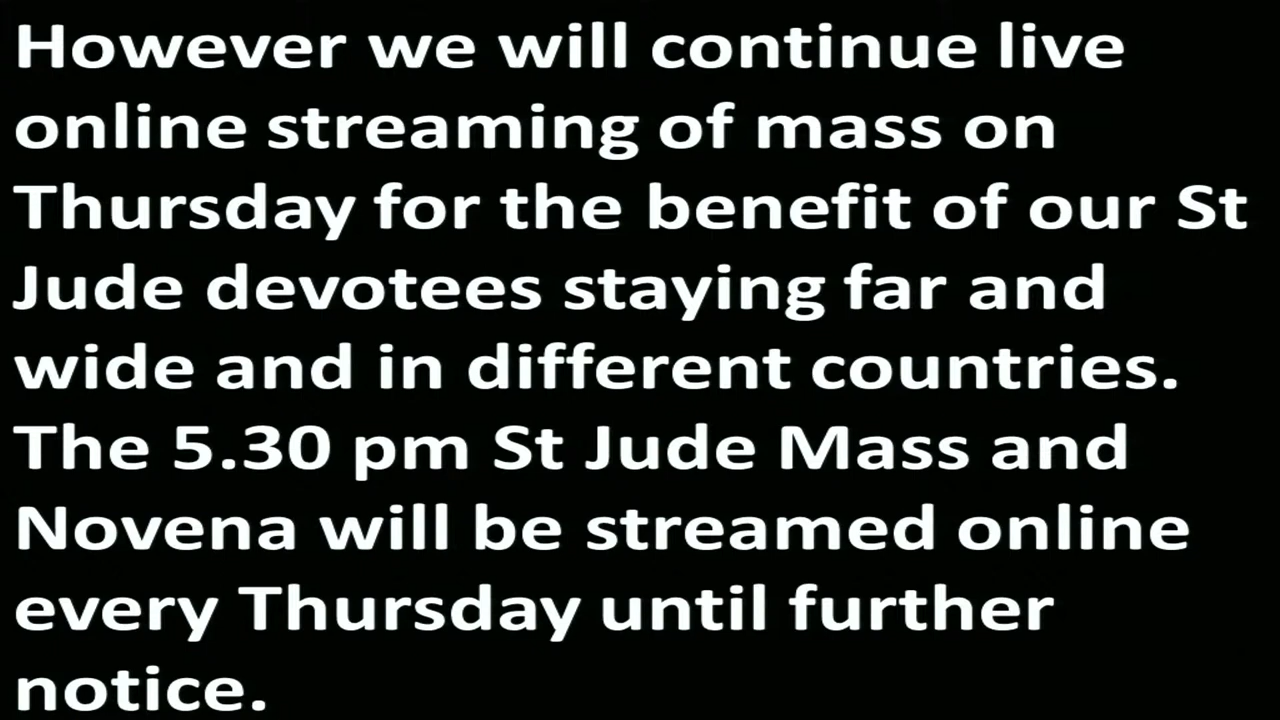 However we will continue live
online streaming of mass on
Thursday for the benefit of our St
Jude devotees staying far and
wide and in different countries.
The 5.30 pm St Jude Mass and
Novena will be streamed online
every Thursday until further
notice.